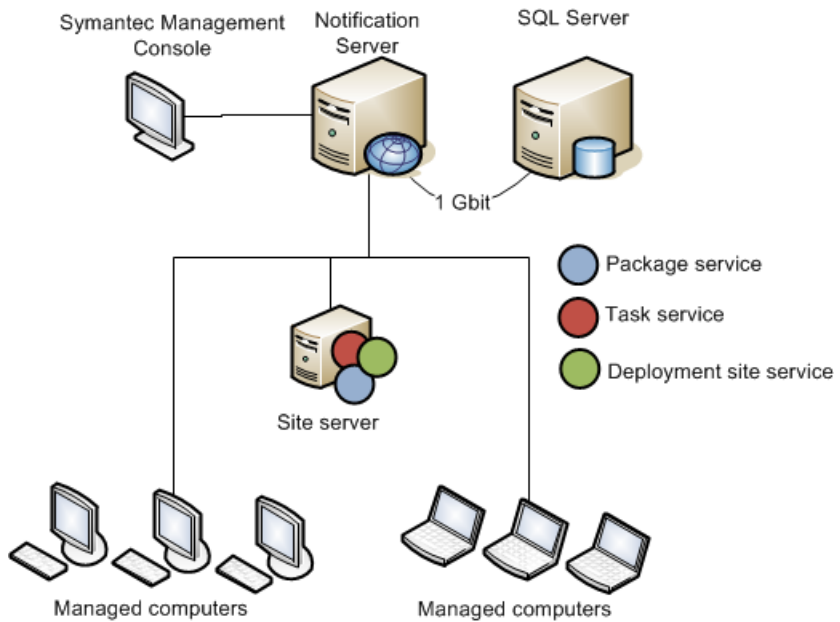 Symantec Management
Console
Notification
Server
SQL Server
1 Gbit
Package service
Task service
Deployment site service
Site server
Managed computers
Managed computers